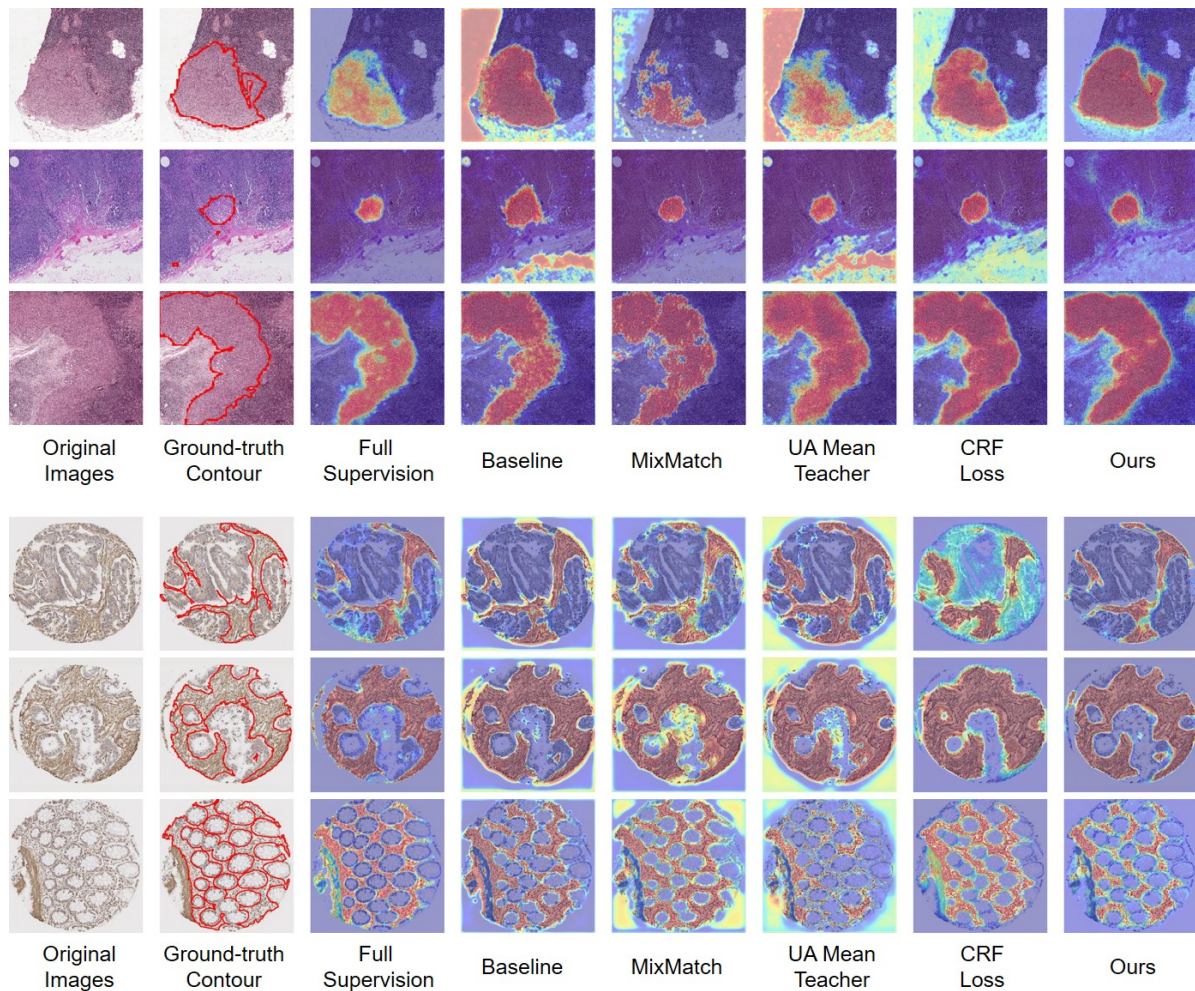 Original Images
Ground-truth Contour
Full Supervision
Baseline
MixMatch
UA Mean Teacher
CRF Loss
Ours
Original Images
Ground-truth Contour
Full Supervision
Baseline
MixMatch
UA Mean Teacher
CRF Loss
Ours